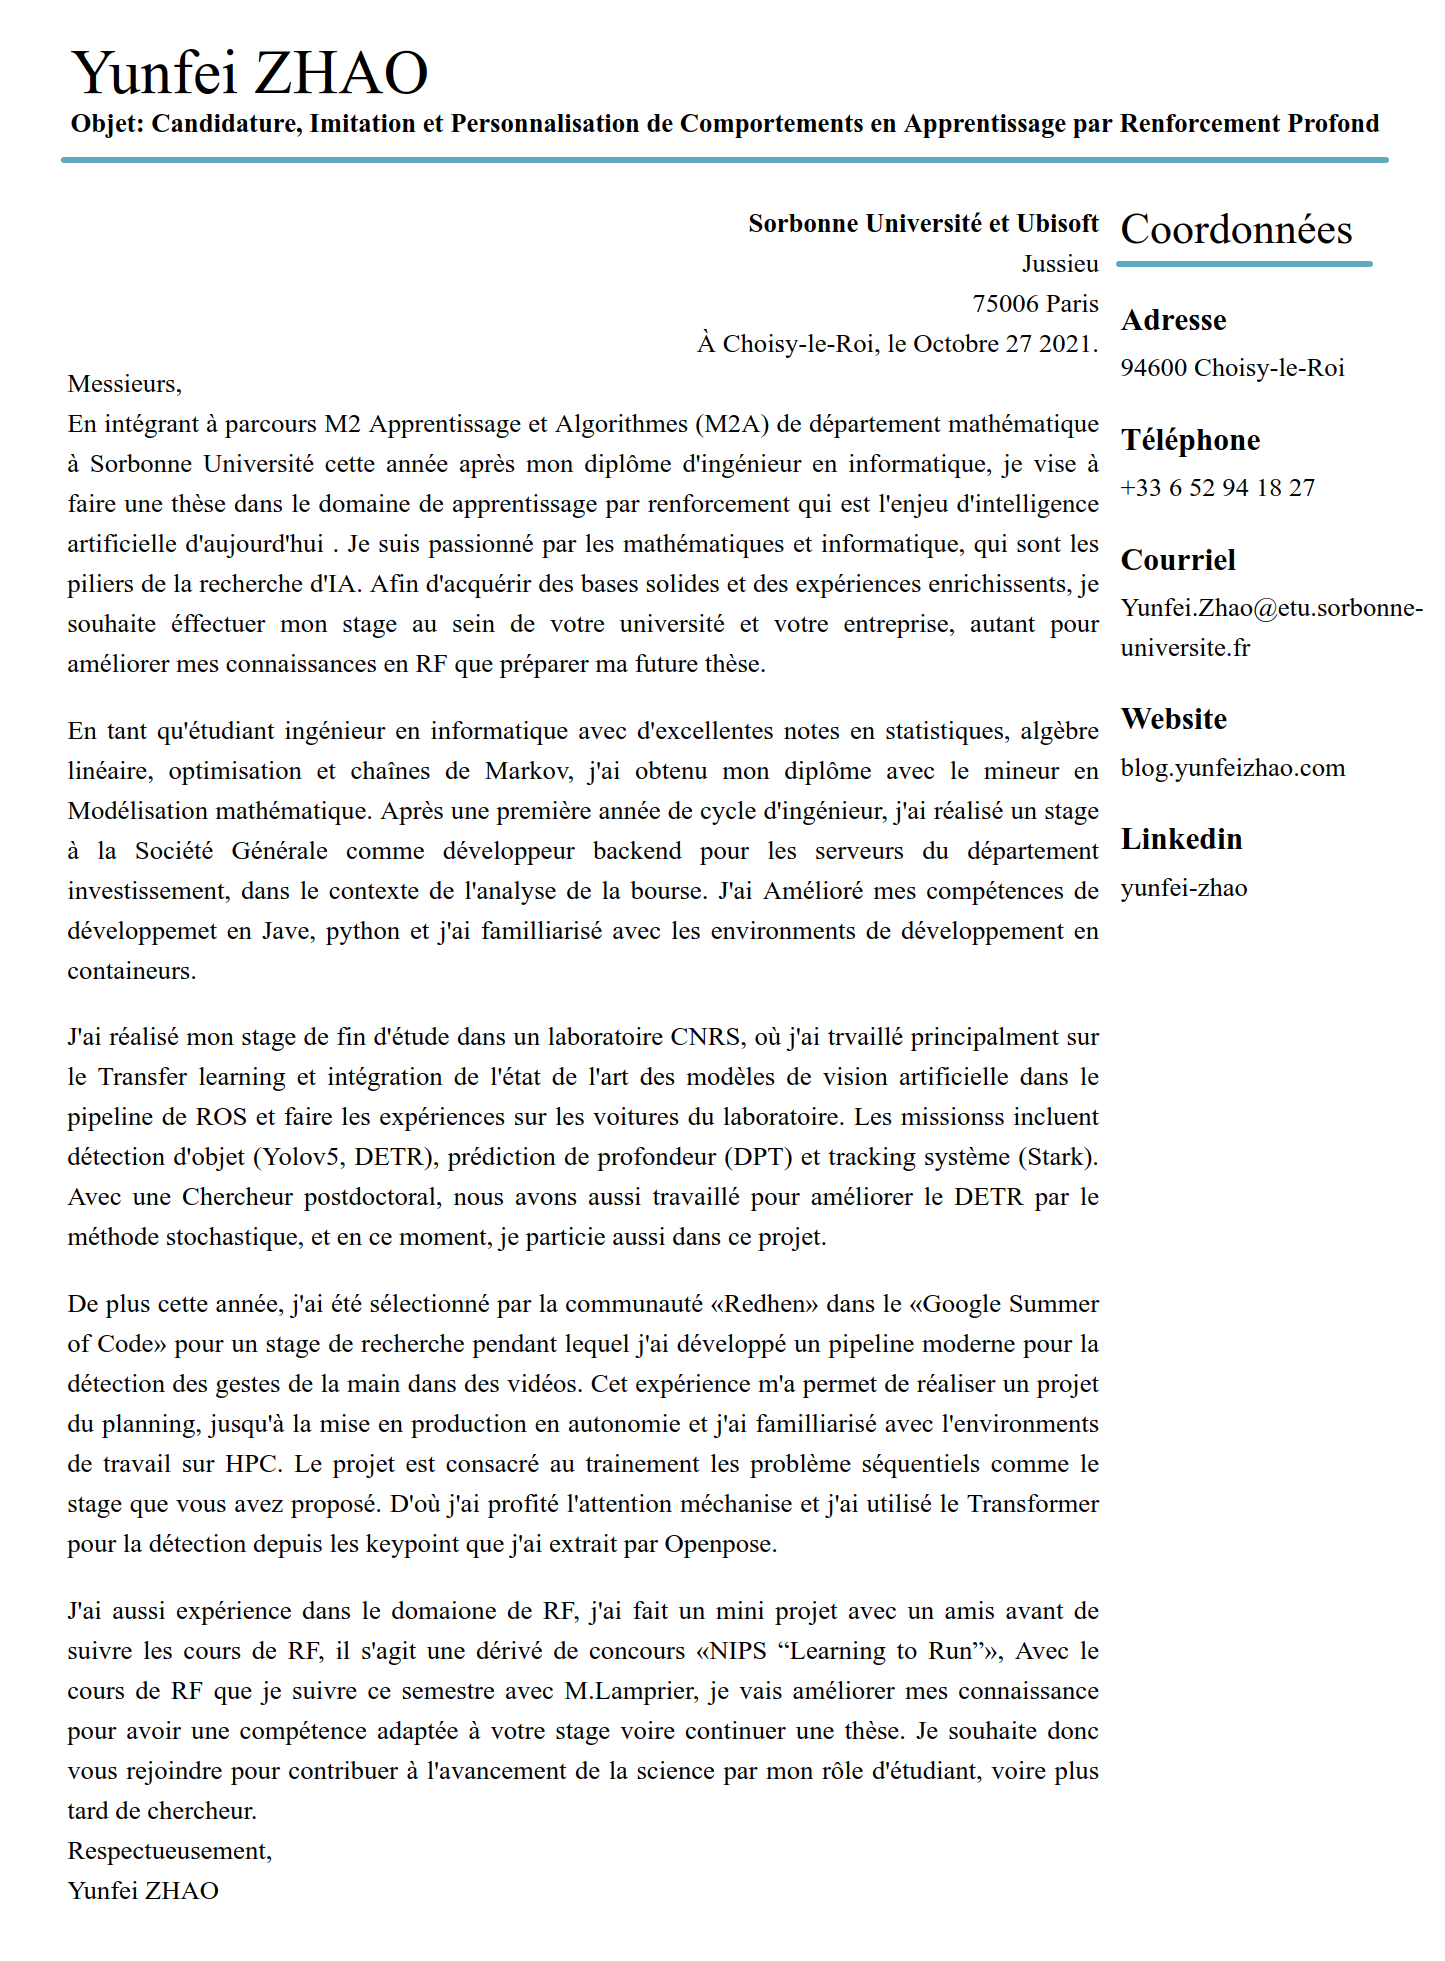 Yunfei ZHAO
Objet: Candidature, Imitation et Personnalisation de Comportements en Apprentissage par Renforcement Profond
Sorbonne Université et Ubisoft
Jussieu
75006 Paris
À Choisy-le-Roi, le Octobre 27 2021.
Messieurs,
En intégrant à parcours M2 Apprentissage et Algorithmes (M2A) de département mathématique
à Sorbonne Université cette année après mon diplôme d'ingénieur en informatique, je vise à
faire une thèse dans le domaine de apprentissage par renforcement qui est l'enjeu d'intelligence
artificielle d'aujourd'hui . Je suis passionné par les mathématiques et informatique, qui sont les
piliers de la recherche d'IA. Afin d'acquérir des bases solides et des expériences enrichissents, je
souhaite éffectuer mon stage au sein de votre université et votre entreprise, autant pour
améliorer mes connaissances en RF que préparer ma future thèse.
En tant qu'étudiant ingénieur en informatique avec d'excellentes notes en statistiques, algèbre
linéaire, optimisation et chaînes de Markov, j'ai obtenu mon diplôme avec le mineur en
Modélisation mathématique. Après une première année de cycle d'ingénieur, j'ai réalisé un stage
à la Société Générale comme développeur backend pour les serveurs du département
investissement, dans le contexte de l'analyse de la bourse. J'ai Amélioré mes compétences de
développemet en Jave, python et j'ai familliarisé avec les environments de développement en
containeurs.
J'ai réalisé mon stage de fin d'étude dans un laboratoire CNRS, où j'ai trvaillé principalment sur
le Transfer learning et intégration de l'état de l'art des modèles de vision artificielle dans le
pipeline de ROS et faire les expériences sur les voitures du laboratoire. Les missionss incluent
détection d'objet (Yolov5, DETR), prédiction de profondeur (DPT) et tracking système (Stark).
Avec une Chercheur postdoctoral, nous avons aussi travaillé pour améliorer le DETR par le
méthode stochastique, et en ce moment, je particie aussi dans ce projet.
De plus cette année, j'ai été sélectionné par la communauté «Redhen» dans le «Google Summer
of Code» pour un stage de recherche pendant lequel j'ai développé un pipeline moderne pour la
détection des gestes de la main dans des vidéos. Cet expérience m'a permet de réaliser un projet
du planning, jusqu'à la mise en production en autonomie et j'ai familliarisé avec l'environments
de travail sur HPC. Le projet est consacré au trainement les problème séquentiels comme le
stage que vous avez proposé. D'où j'ai profité l'attention méchanise et j'ai utilisé le Transformer
pour la détection depuis les keypoint que j'ai extrait par Openpose.
J'ai aussi expérience dans le domaione de RF, j'ai fait un mini projet avec un amis avant de
suivre les cours de RF, il s'agit une dérivé de concours «NIPS “Learning to Run”», Avec le
cours de RF que je suivre ce semestre avec M.Lamprier, je vais améliorer mes connaissance
pour avoir une compétence adaptée à votre stage voire continuer une thèse. Je souhaite donc
vous rejoindre pour contribuer à l'avancement de la science par mon rôle d'étudiant, voire plus
tard de chercheur.
Respectueusement,
Yunfei ZHAO
Coordonnées
Adresse
94600 Choisy-le-Roi
Téléphone
+33 6 52 94 18 27
Courriel
Yunfei.Zhao@etu.sorbonne-
universite.fr
Website
blog.yunfeizhao.com
Linkedin
yunfei-zhao